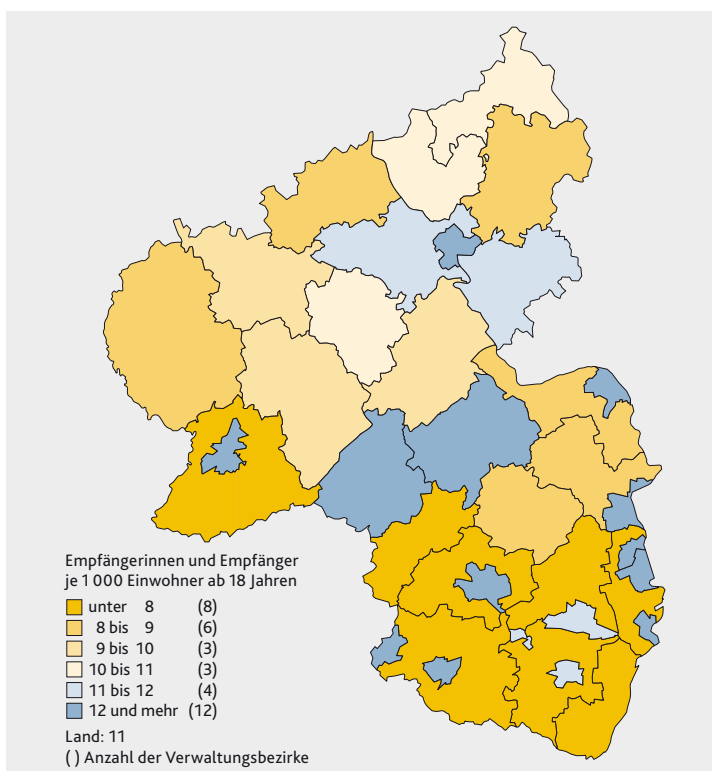 Empfängerinnen und Empfänger
je 1 000 Einwohner ab 18 Jahren
unter 8 (8)
8 bis 9 (6)
9 bis 10 (3)
10 bis 11 (3)
11 bis 12 (4)
12 und mehr (12)
Land: 11
( ) Anzahl der Verwaltungsbezirke